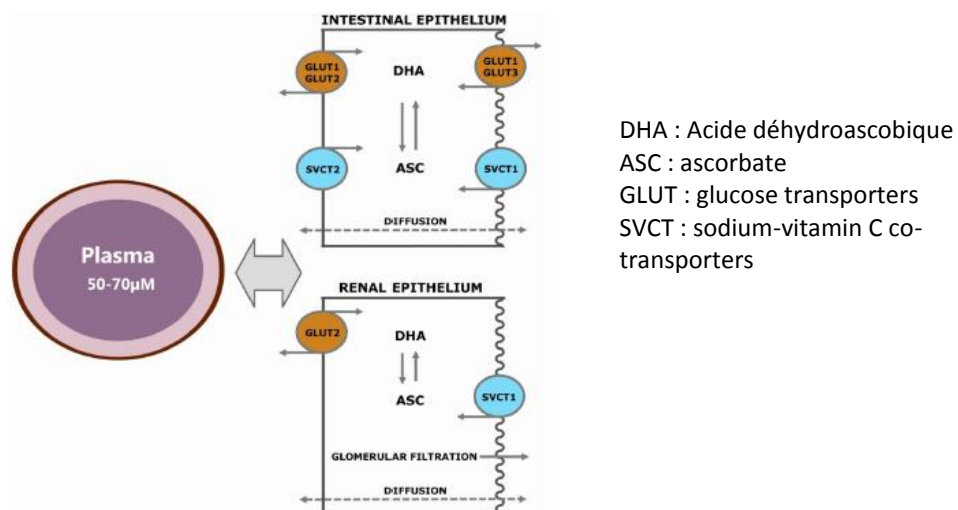 INTESTINAL EPITHELIUM
GLUT1
GLUT2
DHA
GLUT1
GLUT3
SVCT2
ASC
SVCT1
DIFFUSION
Plasma
50-70µM
RENAL EPITHELIUM
GLUT2
DHA
ASC
SVCT1
GLOMERULAR FILTRATION
DIFFUSION
DHA : Acide déhydroascobique
ASC : ascorbate
GLUT : glucose transporters
SVCT : sodium-vitamin C co-
transporters